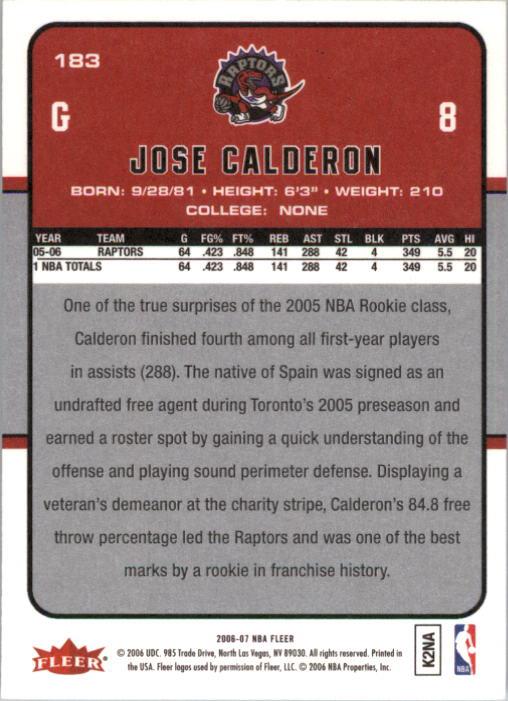 183
RAPTORS
G
8
JOSE CALDERON
BORN: 9/28/81 • HEIGHT: 6'3" • WEIGHT: 210
COLLEGE: NONE
YEAR TEAM G FG% FT% REB AST STL BLK PTS AVG HI
05-06 RAPTORS 64 .423 .848 141 288 42 4 349 5.5 20
1 NBA TOTALS 64 .423 .848 141 288 42 4 349 5.5 20
One of the true surprises of the 2005 NBA Rookie class,
Calderon finished fourth among all first-year players
in assists (288). The native of Spain was signed as an
undrafted free agent during Toronto's 2005 preseason and
earned a roster spot by gaining a quick understanding of the
offense and playing sound perimeter defense. Displaying a
veteran's demeanor at the charity stripe, Calderon's 84.8 free
throw percentage led the Raptors and was one of the best
marks by a rookie in franchise history.
2006-07 NBA FLEER
© 2006 UDC. 985 Trade Drive, North Las Vegas, NV 89030. All rights reserved. Printed in
the USA. Fleer logos used by permission of Fleer, LLC. © 2006 NBA Properties, Inc.
FLEER
K2NA
NBA